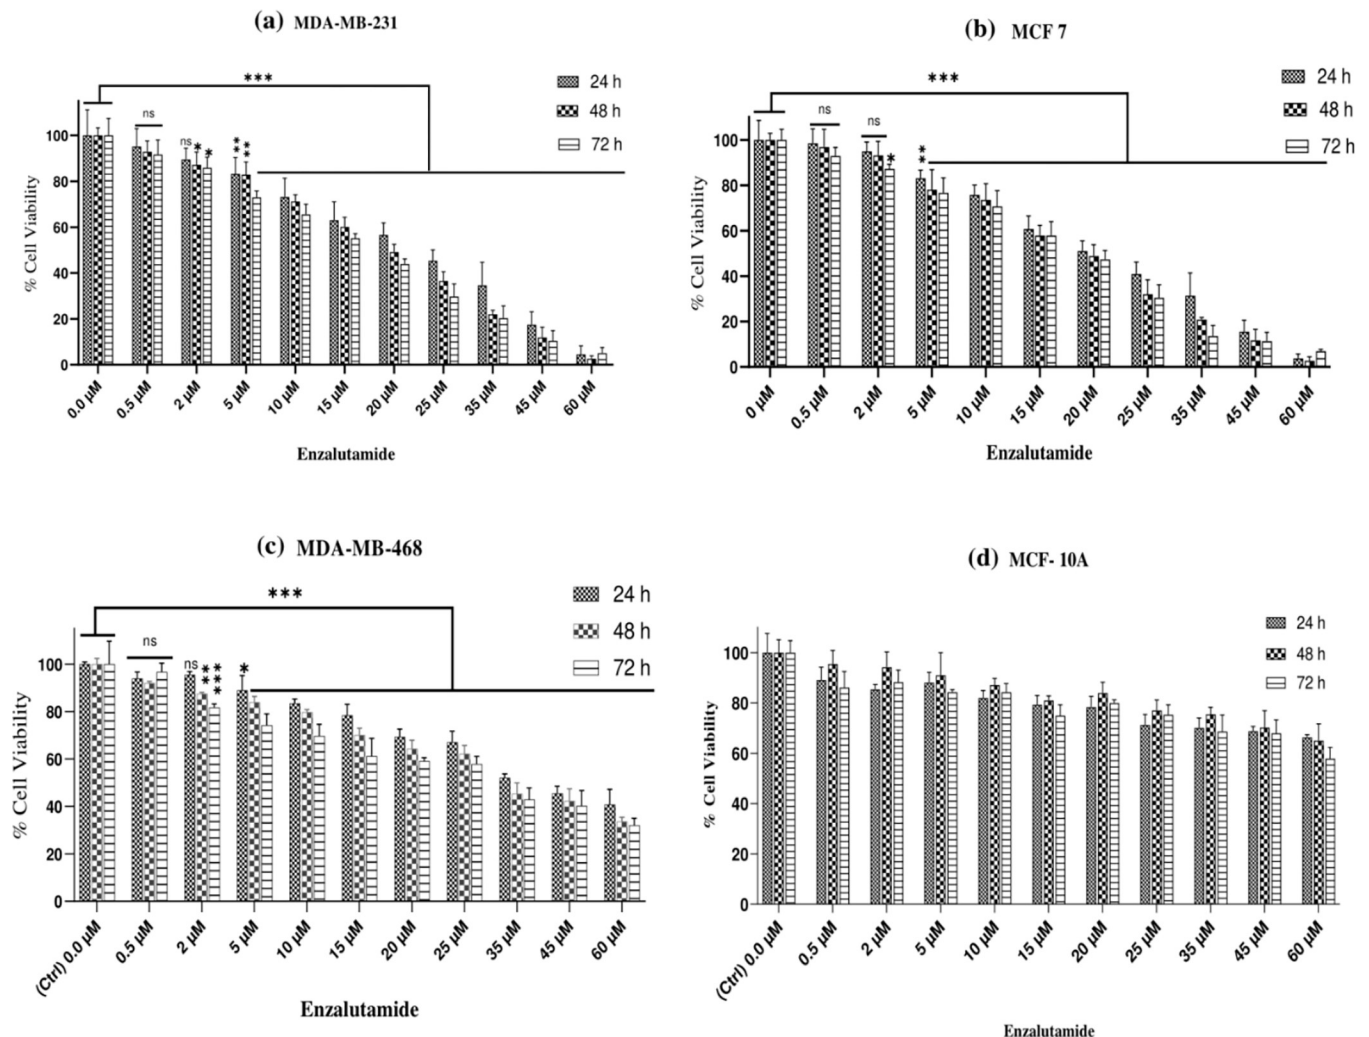 (a) MDA-MB-231
***
24 h
48 h
72 h
ns
ns * *
** **
% Cell Viability
100
80
60
40
20
0
0.0 µM 0.5 µM 2 µM 5 µM 10 µM 15 µM 20 µM 25 µM 35 µM 45 µM 60 µM
Enzalutamide
(b) MCF 7
***
24 h
48 h
72 h
ns
ns
*
**
% Cell Viability
100
80
60
40
20
0
0 µM 0.5 µM 2 µM 5 µM 10 µM 15 µM 20 µM 25 µM 35 µM 45 µM 60 µM
Enzalutamide
(c) MDA-MB-468
***
24 h
48 h
72 h
ns
ns ** ***
*
% Cell Viability
100
80
60
40
20
0
(Ctrl) 0.0 µM 0.5 µM 2 µM 5 µM 10 µM 15 µM 20 µM 25 µM 35 µM 45 µM 60 µM
Enzalutamide
(d) MCF- 10A
24 h
48 h
72 h
% Cell Viability
100
80
60
40
20
0
(Ctrl) 0.0 µM 0.5 µM 2 µM 5 µM 10 µM 15 µM 20 µM 25 µM 35 µM 45 µM 60 µM
Enzalutamide